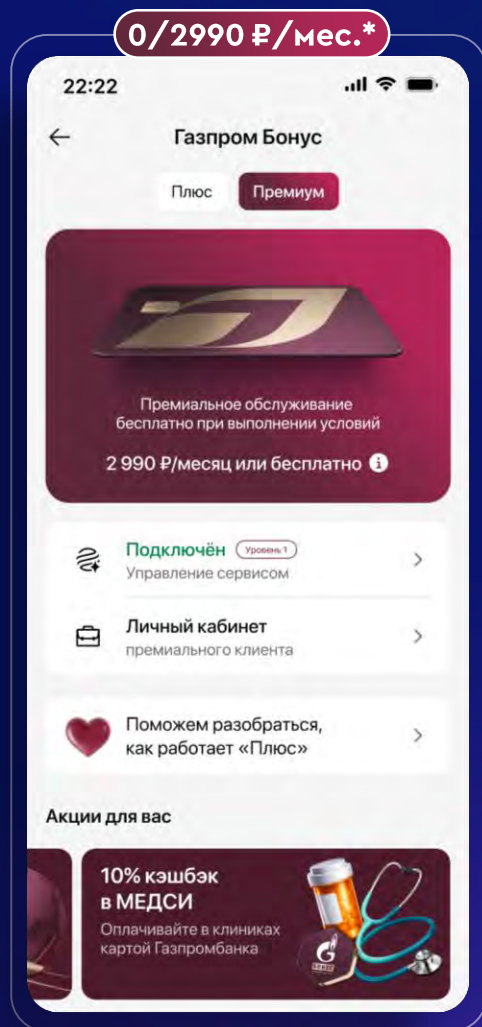 0/2990 ₽/мес.*
22:22
Газпром Бонус
Плюс
Премиум
Премиальное обслуживание
бесплатно при выполнении условий
2 990 ₽/месяц или бесплатно
Подключён
Уровень 1
Управление сервисом
Личный кабинет
премиального клиента
Поможем разобраться,
как работает «Плюс»
Акции для вас
10% кэшбэк
в МЕДСИ
Оплачивайте в клиниках
картой Газпромбанка